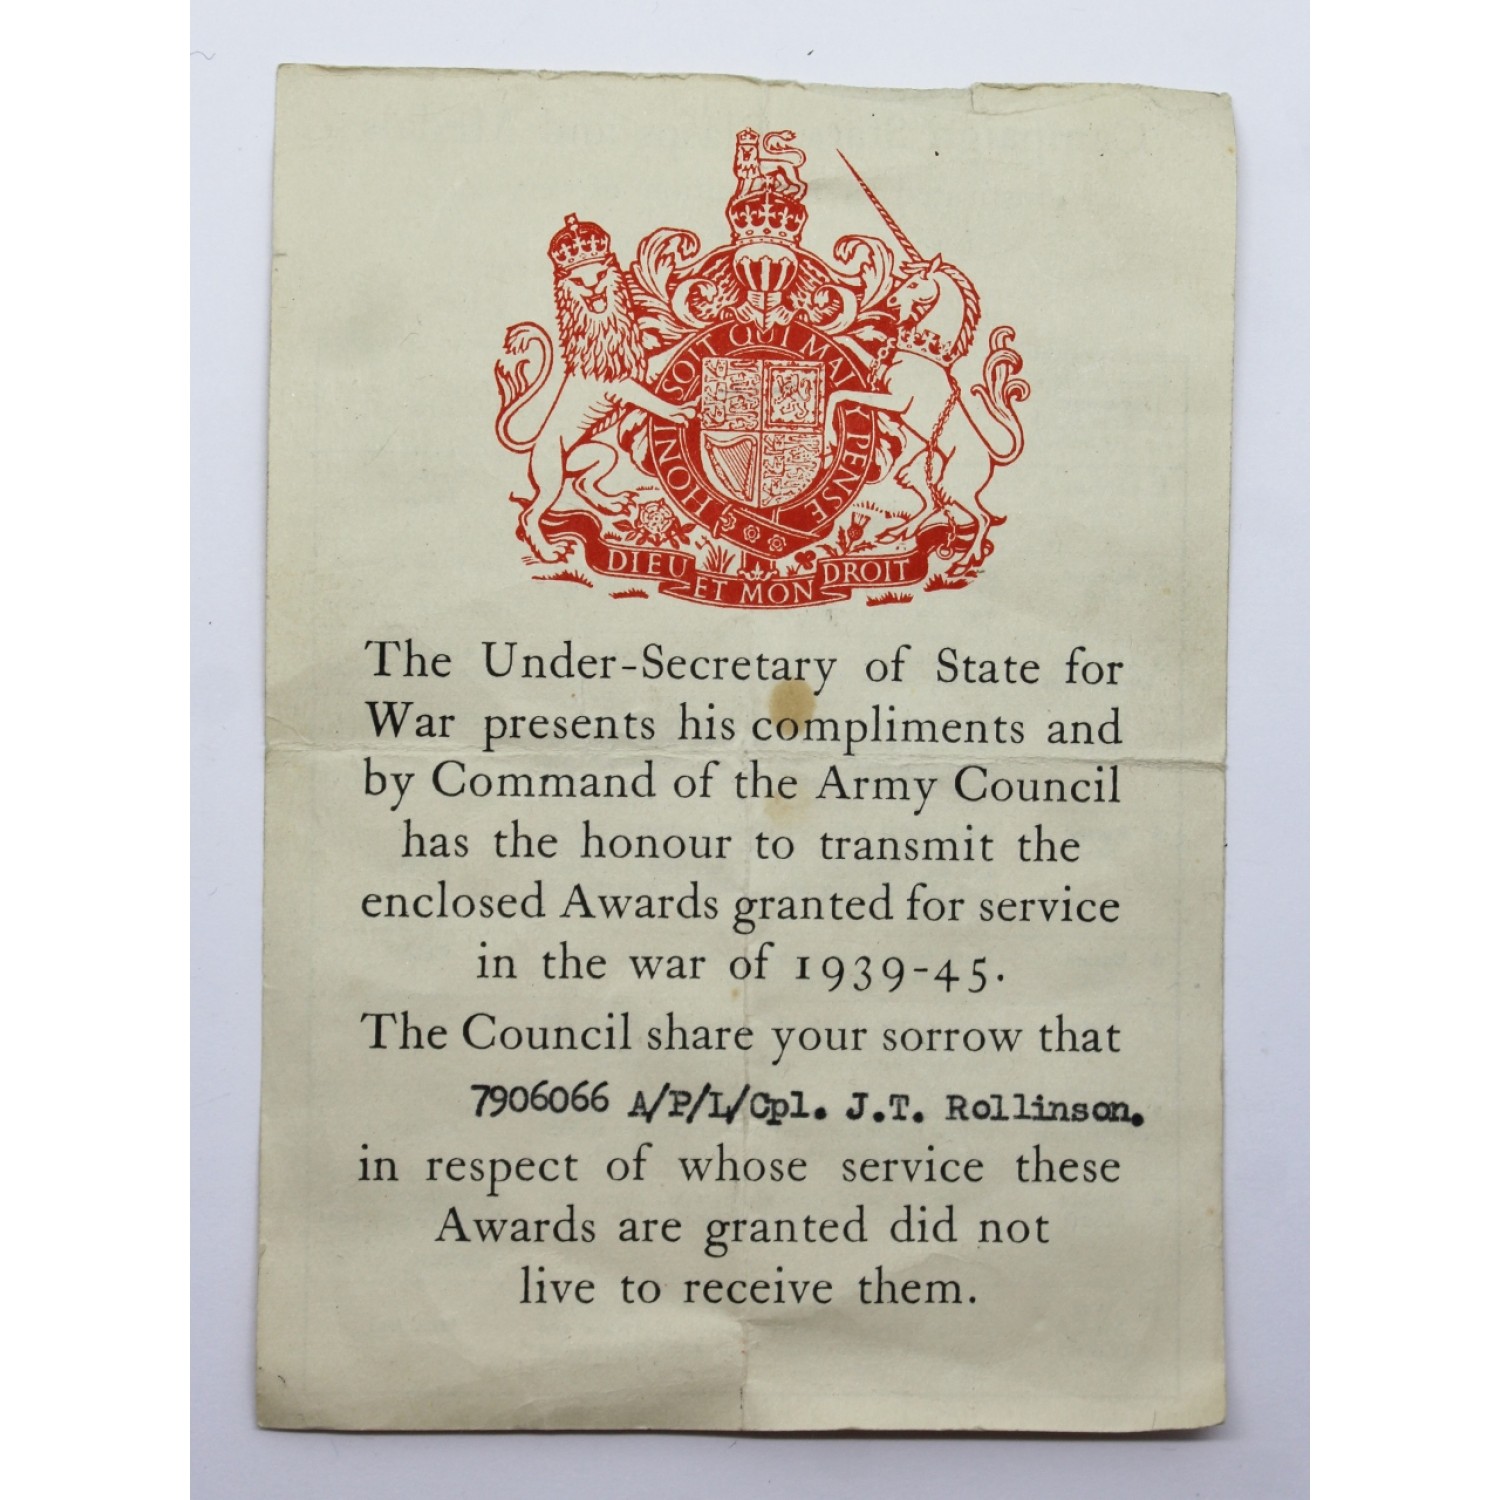 HONI SOIT QUI MAL Y PENSE
DIEU ET MON DROIT
The Under-Secretary of State for
War presents his compliments and
by Command of the Army Council
has the honour to transmit the
enclosed Awards granted for service
in the war of 1939-45.
The Council share your sorrow that
7906066 A/P/L/Cpl. J.T. Rollinson.
in respect of whose service these
Awards are granted did not
live to receive them.